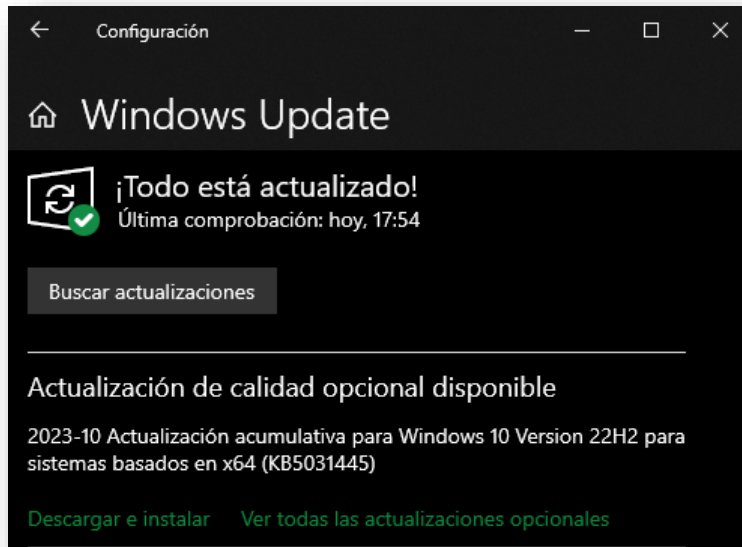 Configuración
Windows Update
¡Todo está actualizado!
Última comprobación: hoy, 17:54
Buscar actualizaciones
Actualización de calidad opcional disponible
2023-10 Actualización acumulativa para Windows 10 Version 22H2 para
sistemas basados en x64 (KB5031445)
Descargar e instalar Ver todas las actualizaciones opcionales